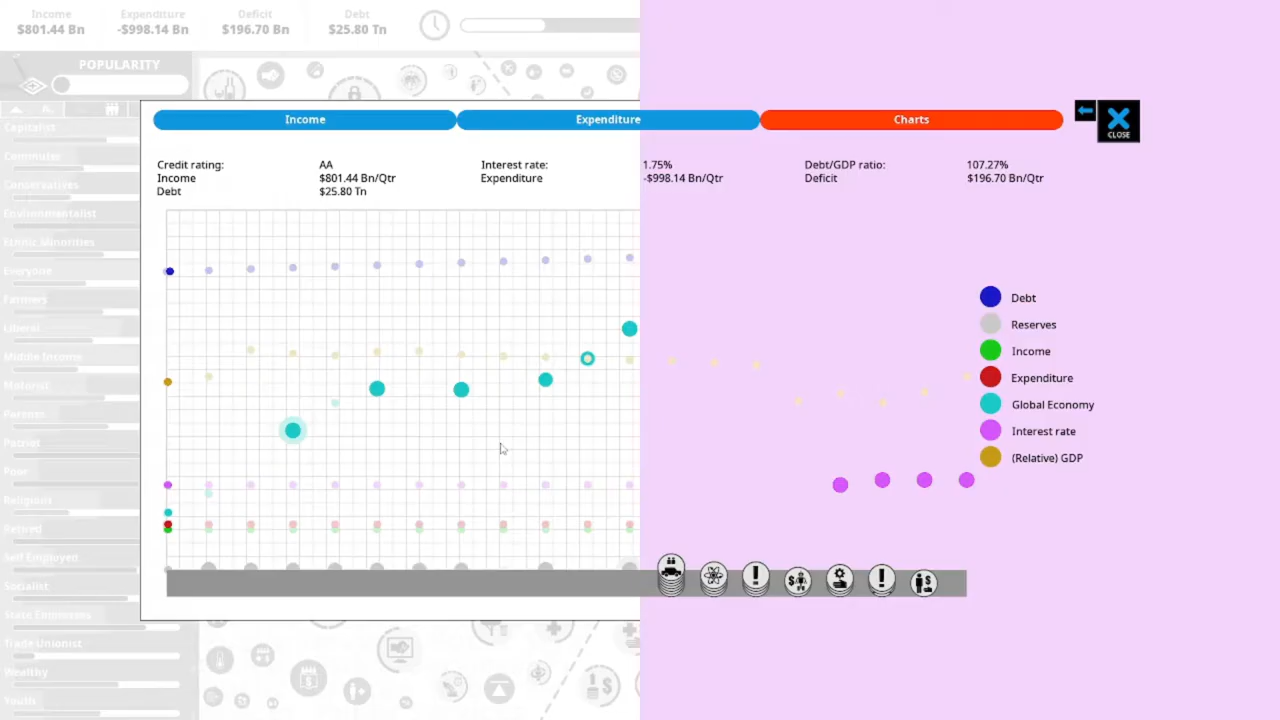 Income Expenditure Deficit Debt
$801.44 Bn -$998.14 Bn $196.70 Bn $25.80 Tn
POPULARITY
Income Expenditure Charts
CLOSE
Credit rating: AA Interest rate: 1.75% Debt/GDP ratio: 107.27%
Income $801.44 Bn/Qtr Expenditure -$998.14 Bn/Qtr Deficit $196.70 Bn/Qtr
Debt $25.80 Tn
Capitalist
Commuter
Conservatives
Environmentalist
Ethnic Minorities
Everyone
Farmers
Liberal
Middle Income
Motorist
Parents
Patriot
Poor
Religious
Retired
Self Employed
Socialist
State Employees
Trade Unionist
Wealthy
Youth
Debt
Reserves
Income
Expenditure
Global Economy
Interest rate
(Relative) GDP